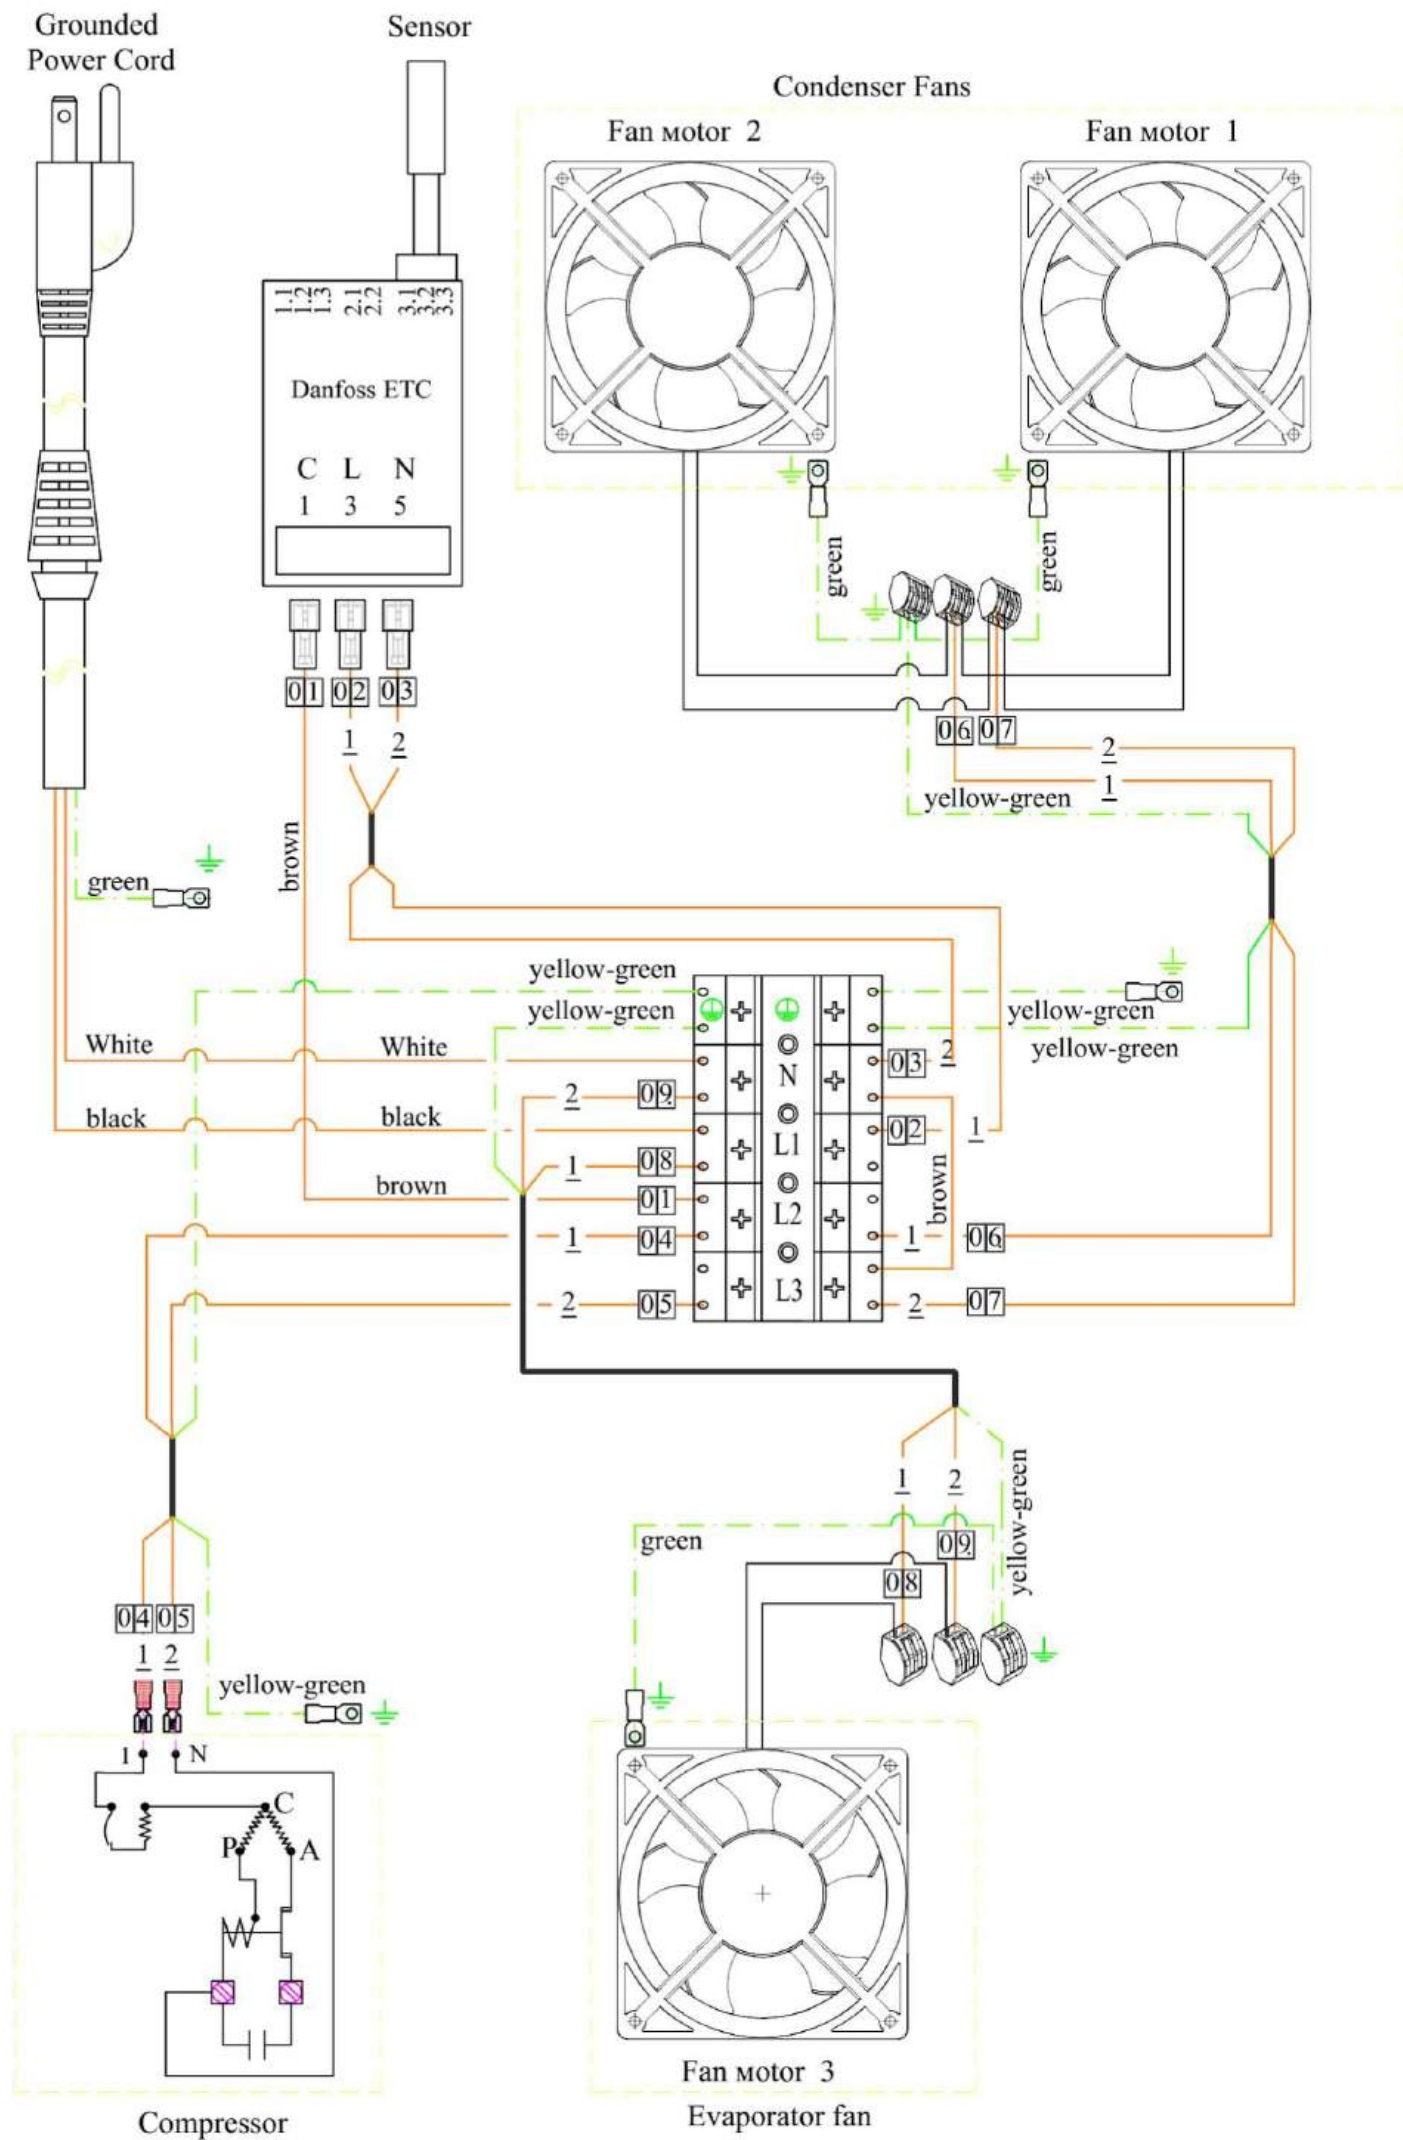 Grounded
Power Cord
Sensor
Condenser Fans
Fan мotor 2
Fan мotor 1
1.1 1.2 1.3 2.1 2.2 3.1 3.2 3.3
Danfoss ETC
C L N
1 3 5
green
green
01 02 03
1 2
06 07
2
1
yellow-green
brown
green
yellow-green
yellow-green
yellow-green
yellow-green
White
White
N
03 2
2 09
black
black
L1
02 1
1 08
brown
brown
01
L2
1 04
1 06
L3
2 05
2 07
1 2
yellow-green
green
09
08
04 05
1 2
yellow-green
1 N
C
P A
Fan мotor 3
Evaporator fan
Compressor